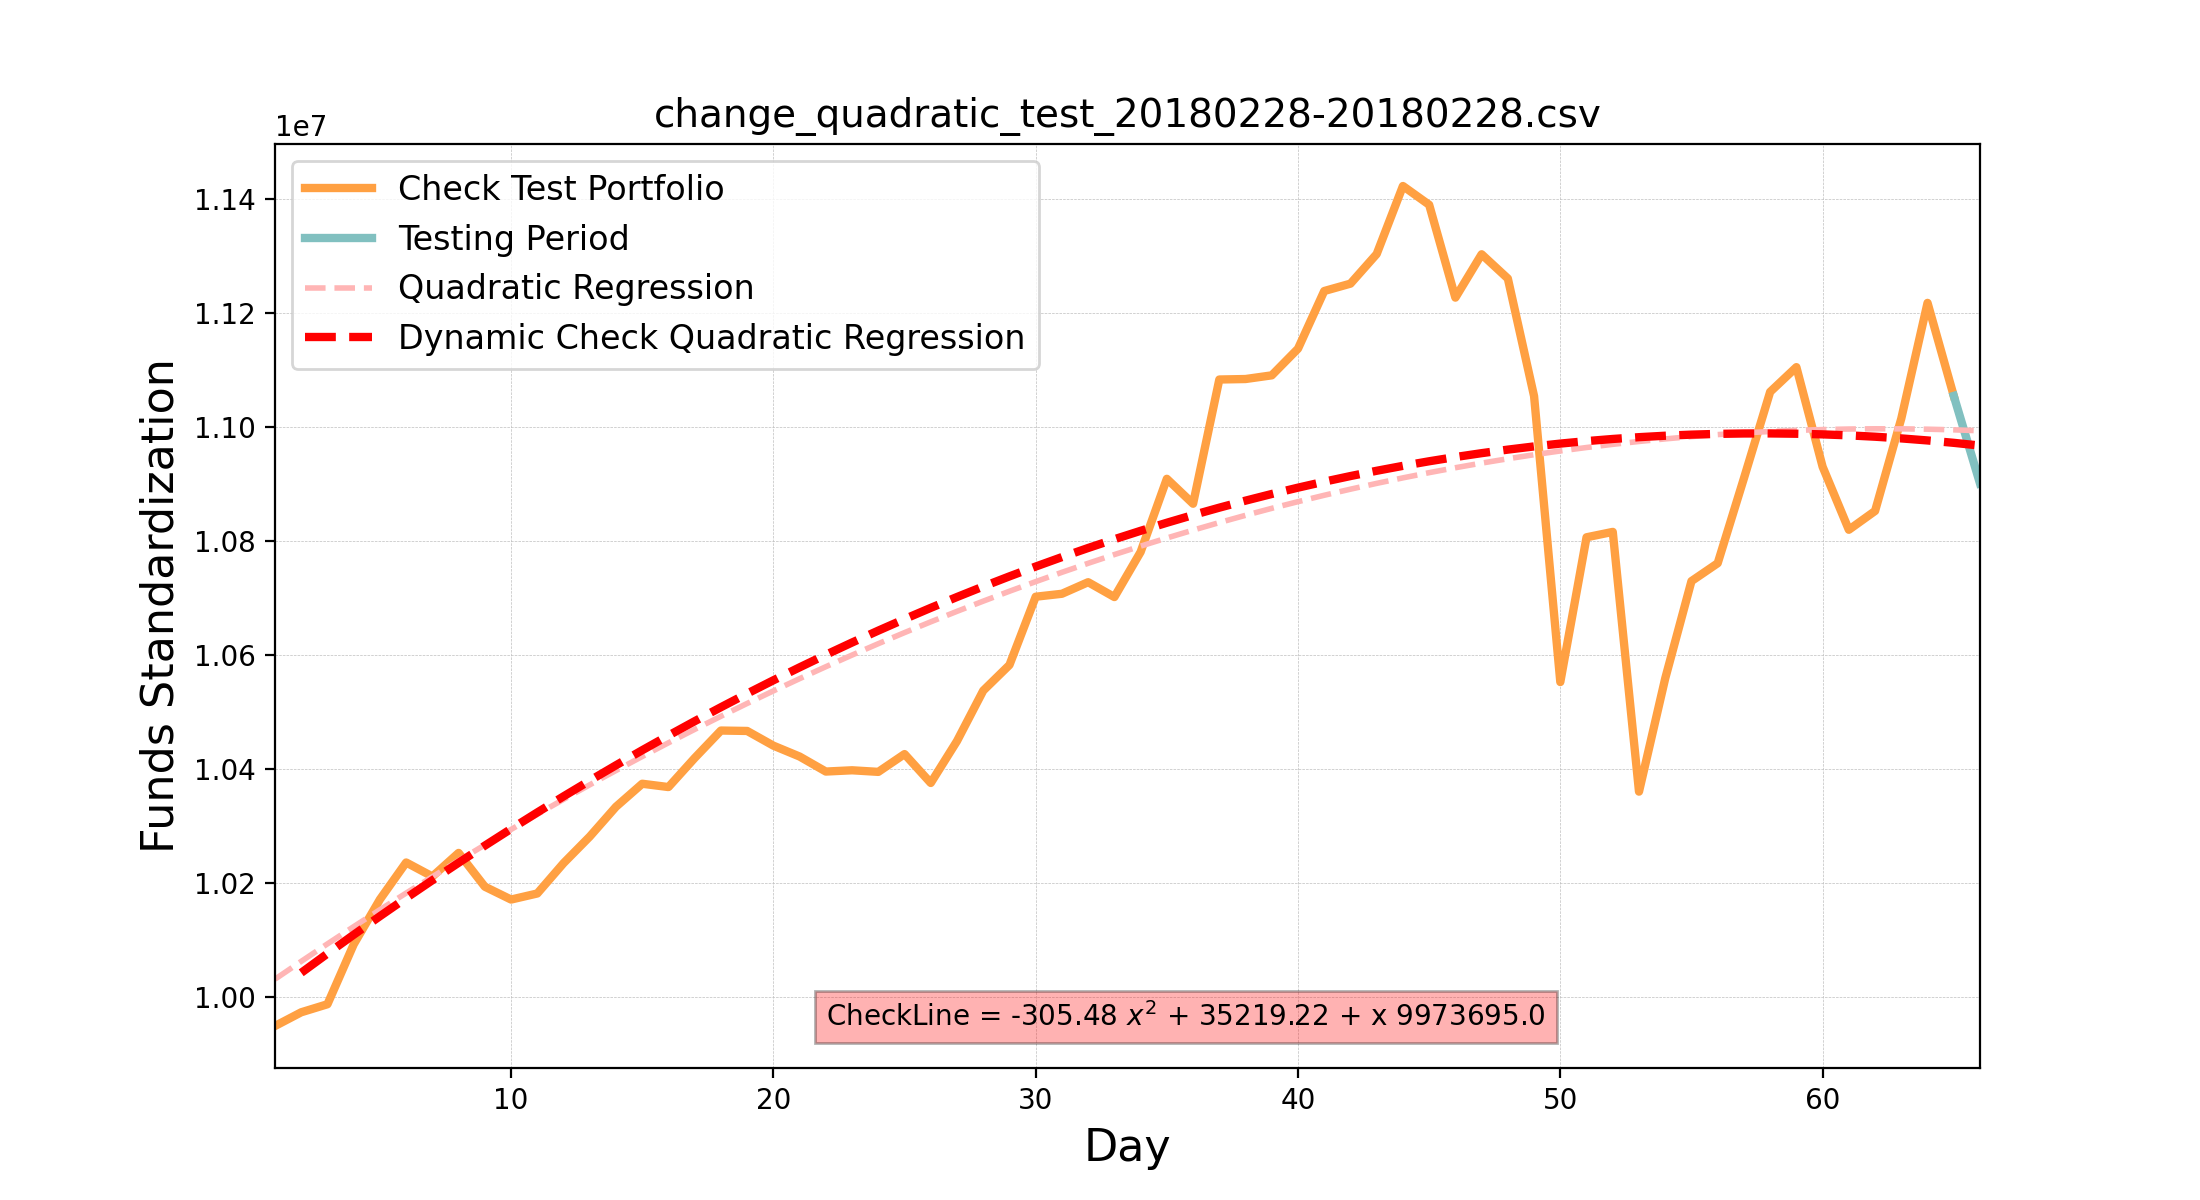 change_quadratic_test_20180228-20180228.csv
1e7
Check Test Portfolio
Testing Period
Quadratic Regression
Dynamic Check Quadratic Regression
1.14
1.12
1.10
1.08
1.06
1.04
1.02
1.00
Funds Standardization
CheckLine = -305.48 x² + 35219.22 + x 9973695.0
10 20 30 40 50 60
Day